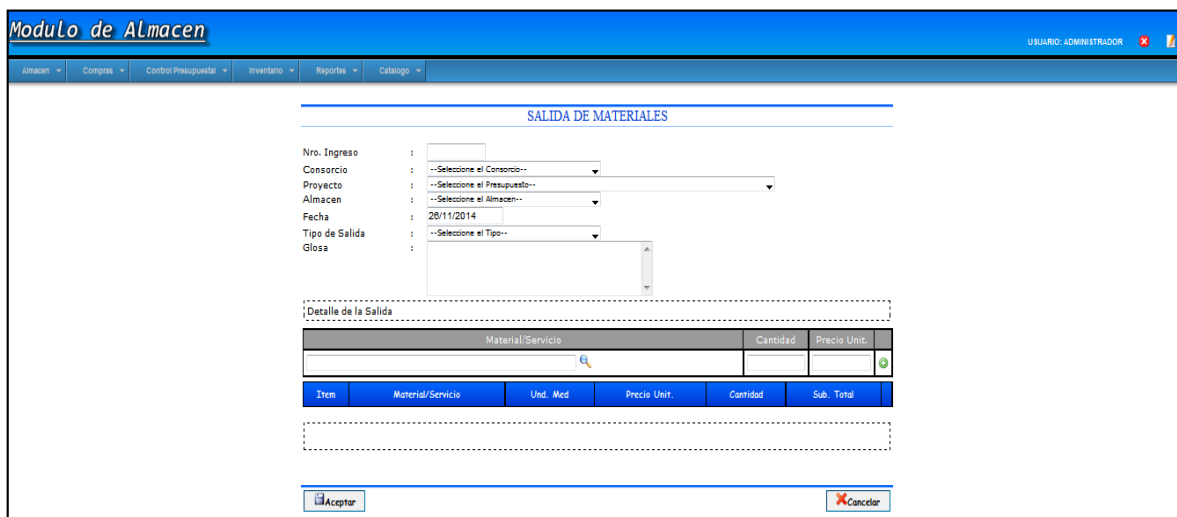 Modulo de Almacen
USUARIO: ADMINISTRADOR
Almacen Compras Control Presupuestal Inventario Reportes Catalogo
SALIDA DE MATERIALES
Nro. Ingreso :
Consorcio : --Seleccione el Consorcio--
Proyecto : --Seleccione el Presupuesto--
Almacen : --Seleccione el Almacen--
Fecha : 26/11/2014
Tipo de Salida : --Seleccione el Tipo--
Glosa :
Detalle de la Salida
Material/Servicio Cantidad Precio Unit.
Item Material/Servicio Und. Med Precio Unit. Cantidad Sub. Total
Aceptar Cancelar